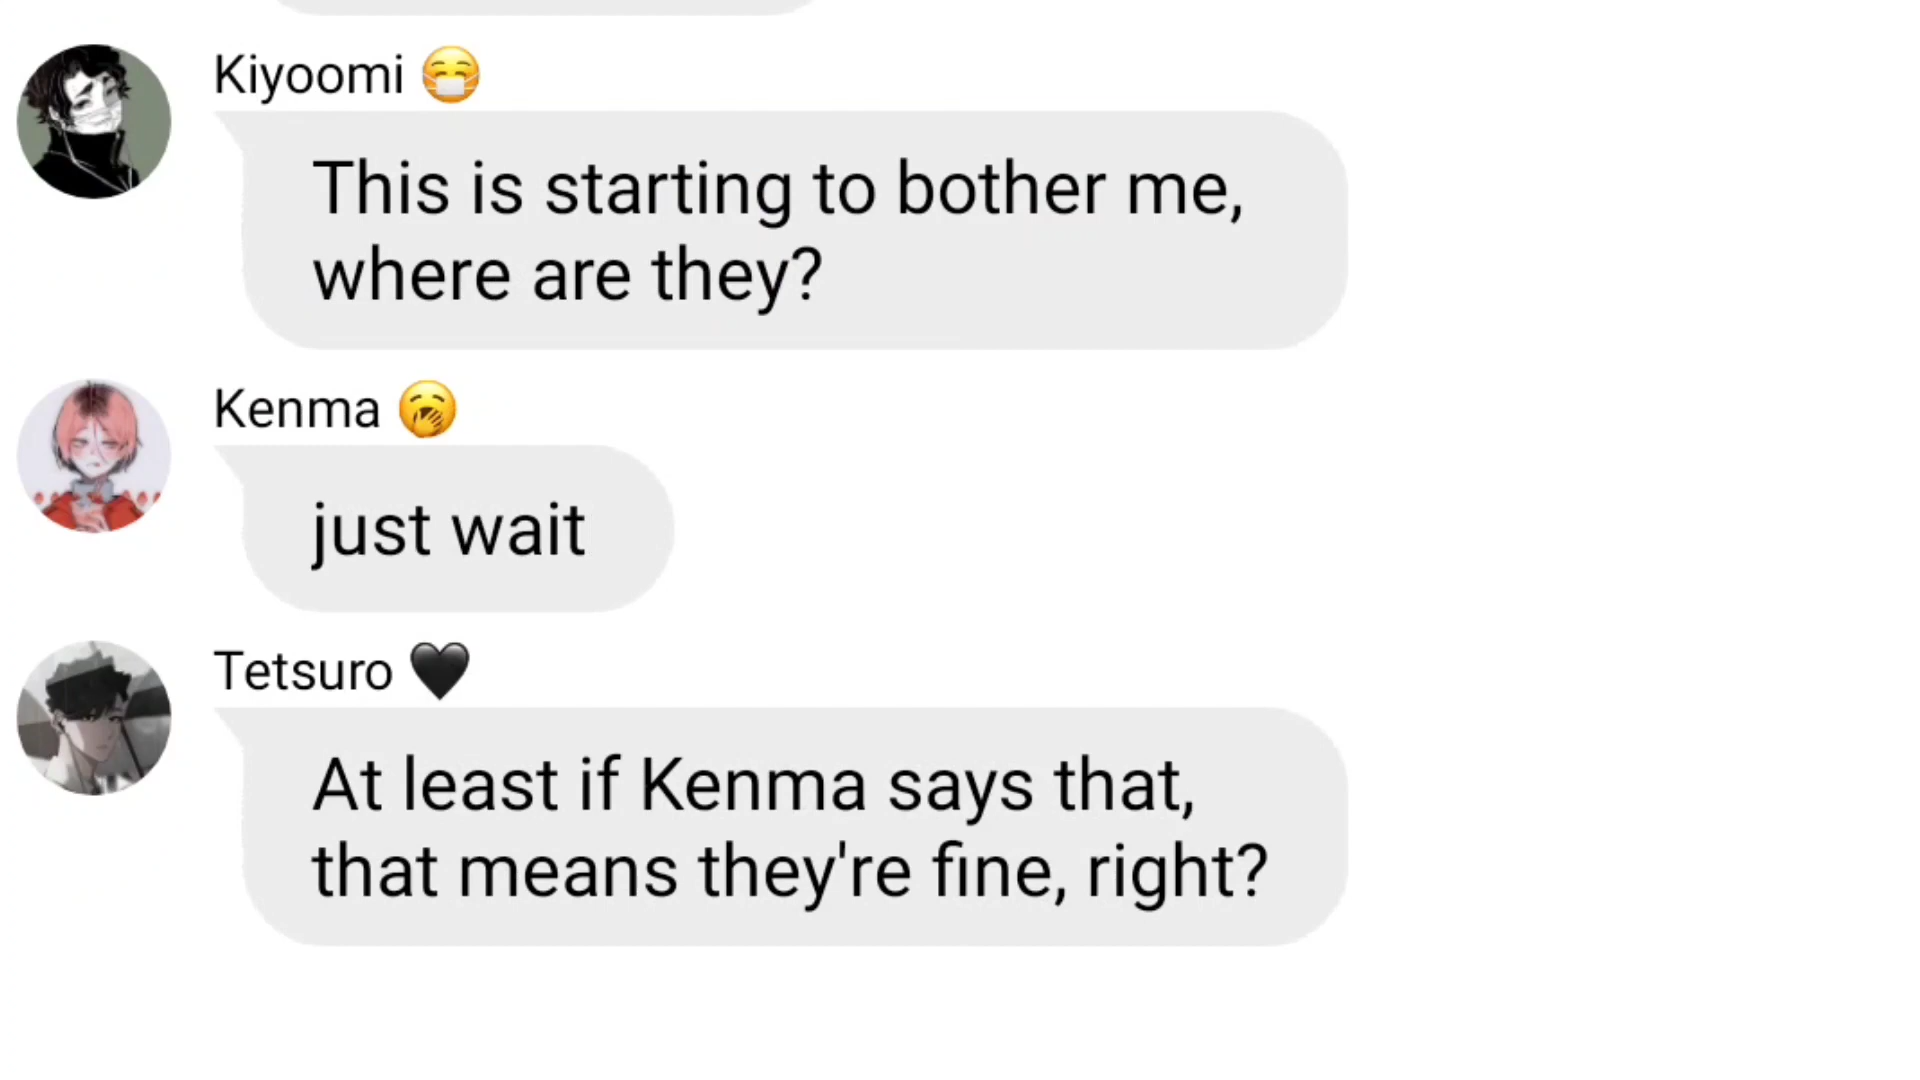 Kiyoomi 😷
This is starting to bother me,
where are they?
Kenma 🥱
just wait
Tetsuro 🖤
At least if Kenma says that,
that means they're fine, right?